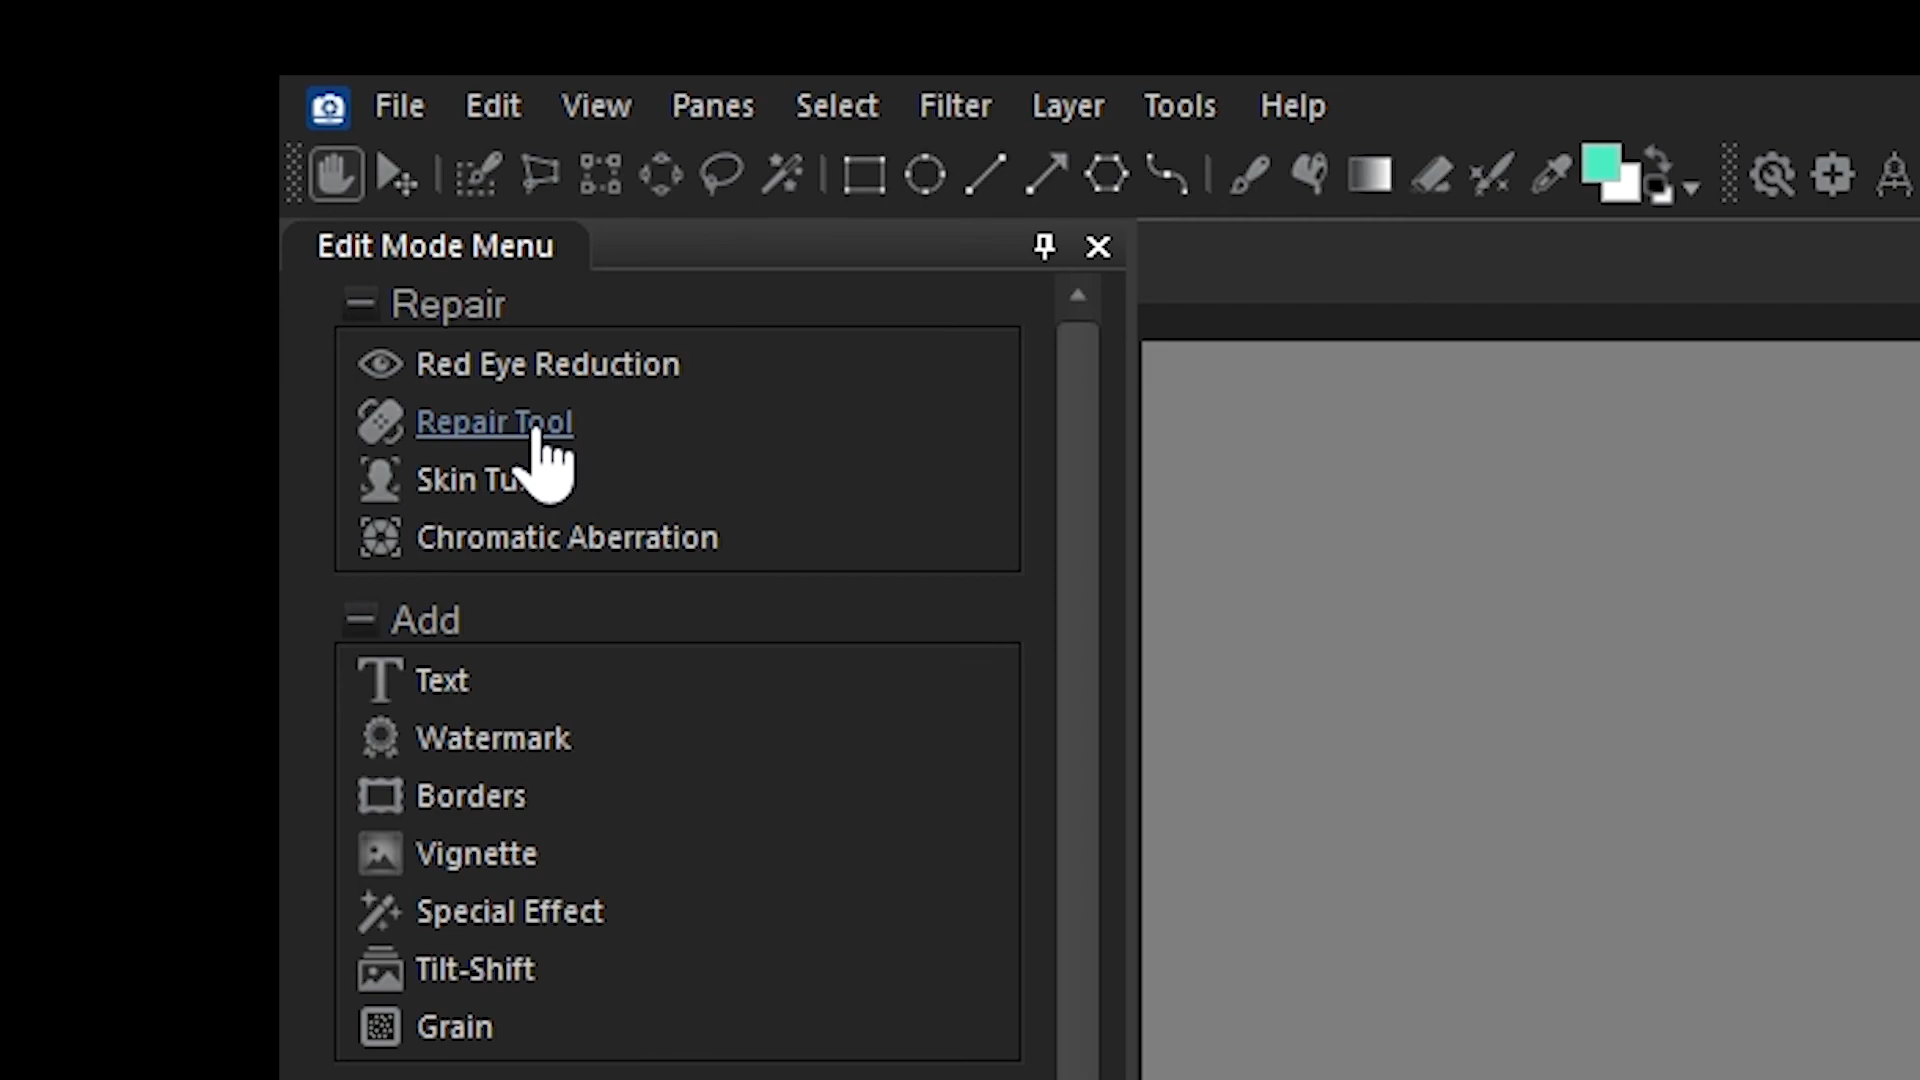 File Edit View Panes Select Filter Layer Tools Help
Edit Mode Menu
Repair
Red Eye Reduction
Repair Tool
Skin
Chromatic Aberration
Add
Text
Watermark
Borders
Vignette
Special Effect
Tilt-Shift
Grain